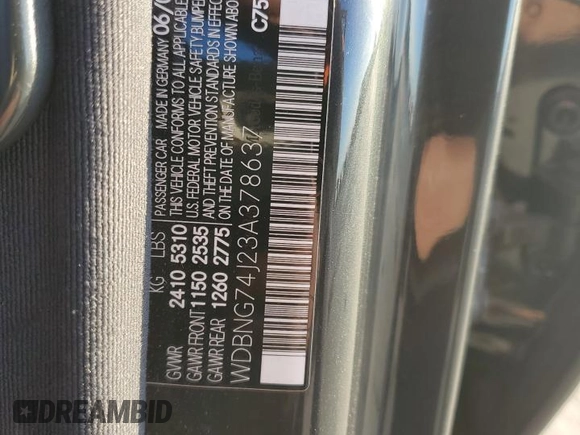 PASSENGER CAR MADE IN GERMANY 06/0
THIS VEHICLE CONFORMS TO ALL APPLICABLE
U.S. FEDERAL MOTOR VEHICLE SAFETY BUMPE
AND THEFT PREVENTION STANDARDS IN EFFEC
ON THE DATE OF MANUFACTURE SHOWN ABO
KG LBS
GVWR 2410 5310
GAWR FRONT 1150 2535
GAWR REAR 1260 2775
WDBNG74J23A378637
C75
DREAMBID